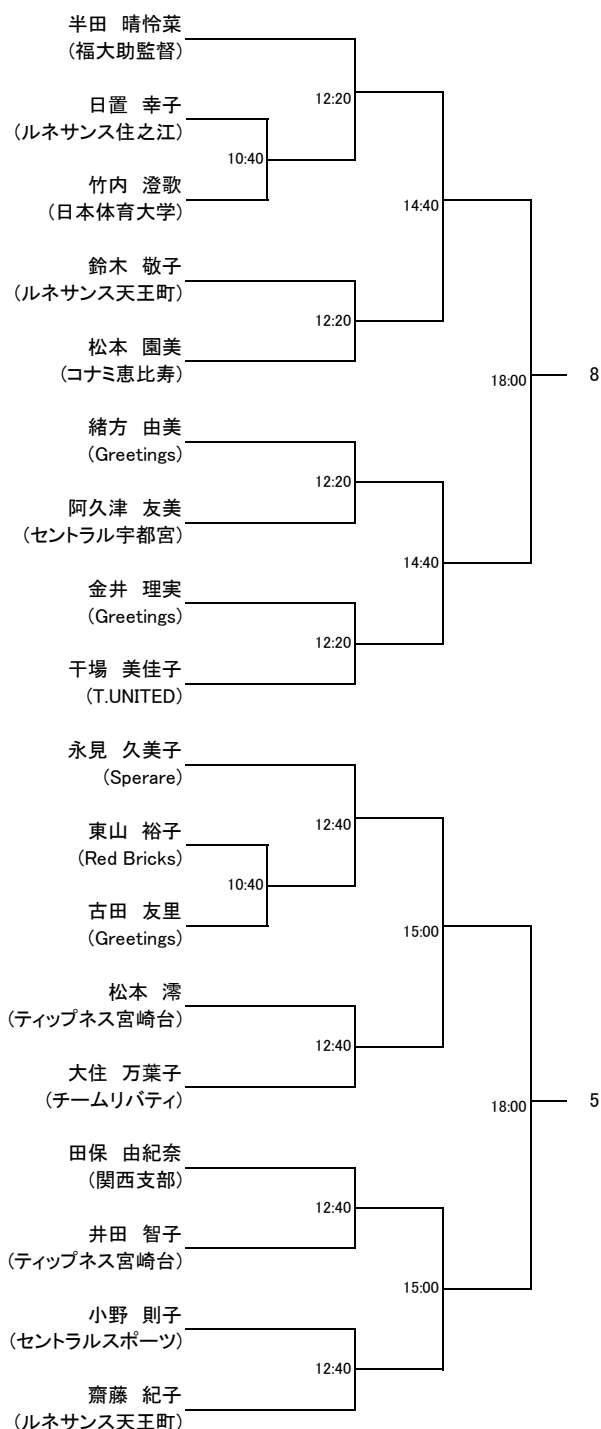 半田　晴怜菜
(福大助監督)
12:20
日置　幸子
(ルネサンス住之江)
10:40
竹内　澄歌
(日本体育大学)
14:40
鈴木　敬子
(ルネサンス天王町)
12:20
松本　園美
(コナミ恵比寿)
18:00
8
緒方　由美
(Greetings)
12:20
阿久津　友美
(セントラル宇都宮)
14:40
金井　理実
(Greetings)
12:20
干場　美佳子
(T.UNITED)
永見　久美子
(Sperare)
12:40
東山　裕子
(Red Bricks)
10:40
古田　友里
(Greetings)
15:00
松本　澪
(ティップネス宮崎台)
12:40
大住　万葉子
(チームリバティ)
18:00
5
田保　由紀奈
(関西支部)
12:40
井田　智子
(ティップネス宮崎台)
15:00
小野　則子
(セントラルスポーツ)
12:40
齋藤　紀子
(ルネサンス天王町)